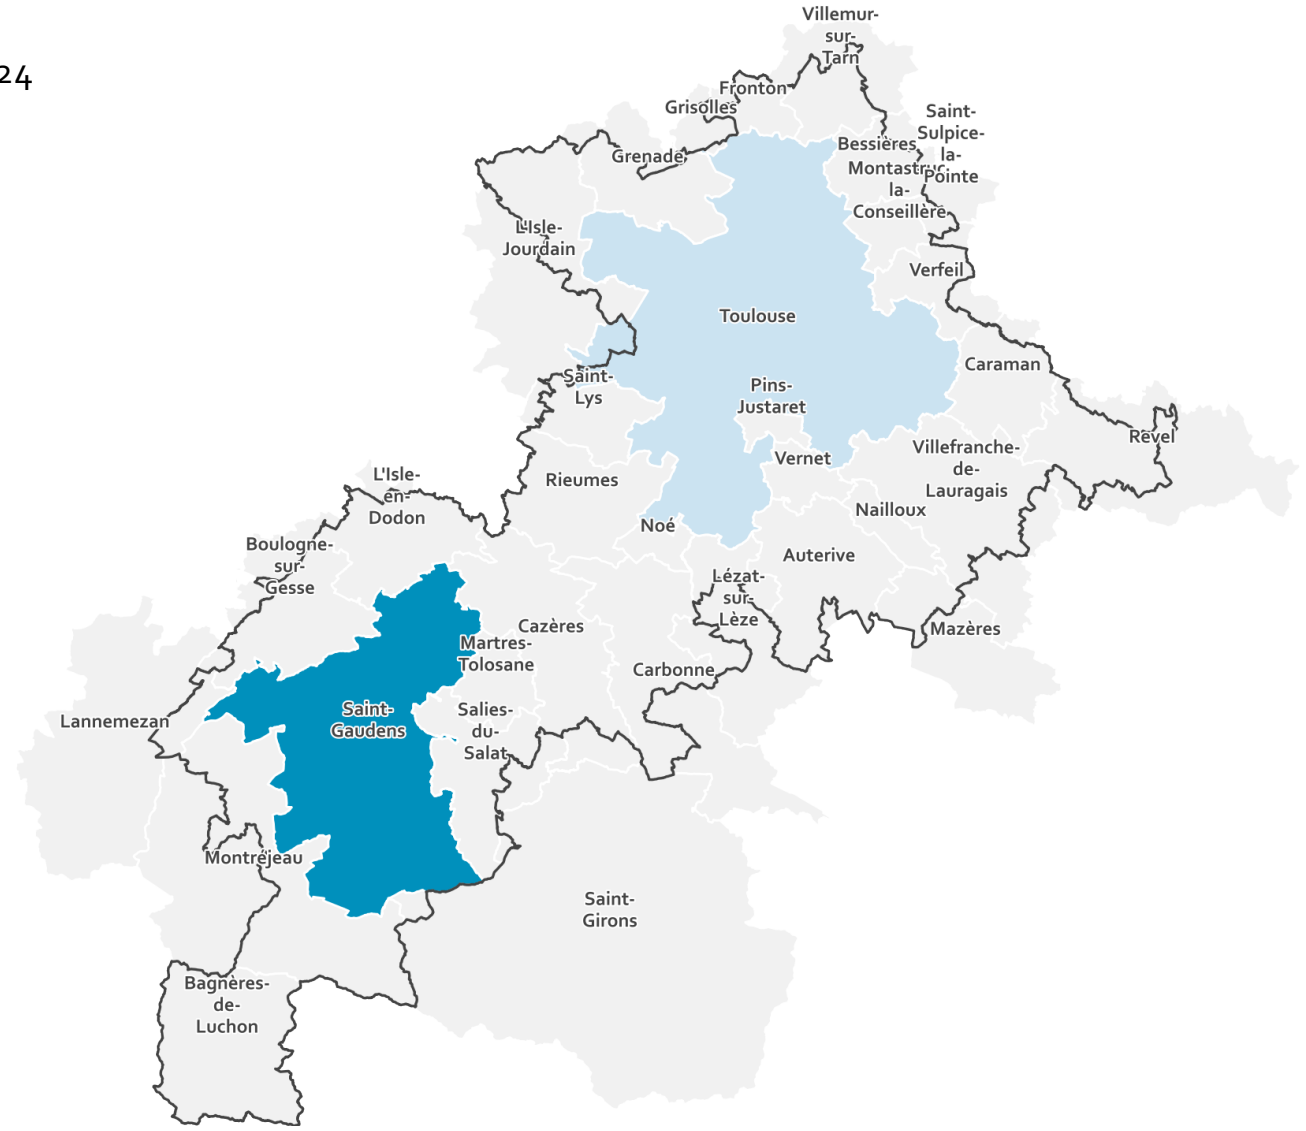 24
Villemur-
sur-
Tarn
Fronton
Grisolles
Saint-
Sulpice-
la-
Pointe
Bessières
Grenade
Montastruc-
la-
Conseillère
L'Isle-
Jourdain
Verfeil
Toulouse
Caraman
Saint-
Lys
Pins-
Justaret
Revel
Villefranche-
de-
Lauragais
Vernet
L'Isle-
en-
Dodon
Rieumes
Nailloux
Noé
Boulogne-
sur-
Gesse
Auterive
Lézat-
sur-
Lèze
Cazères
Mazères
Martres-
Tolosane
Carbonne
Saint-
Gaudens
Salies-
du-
Salat
Lannemezan
Montréjeau
Saint-
Girons
Bagnères-
de-
Luchon